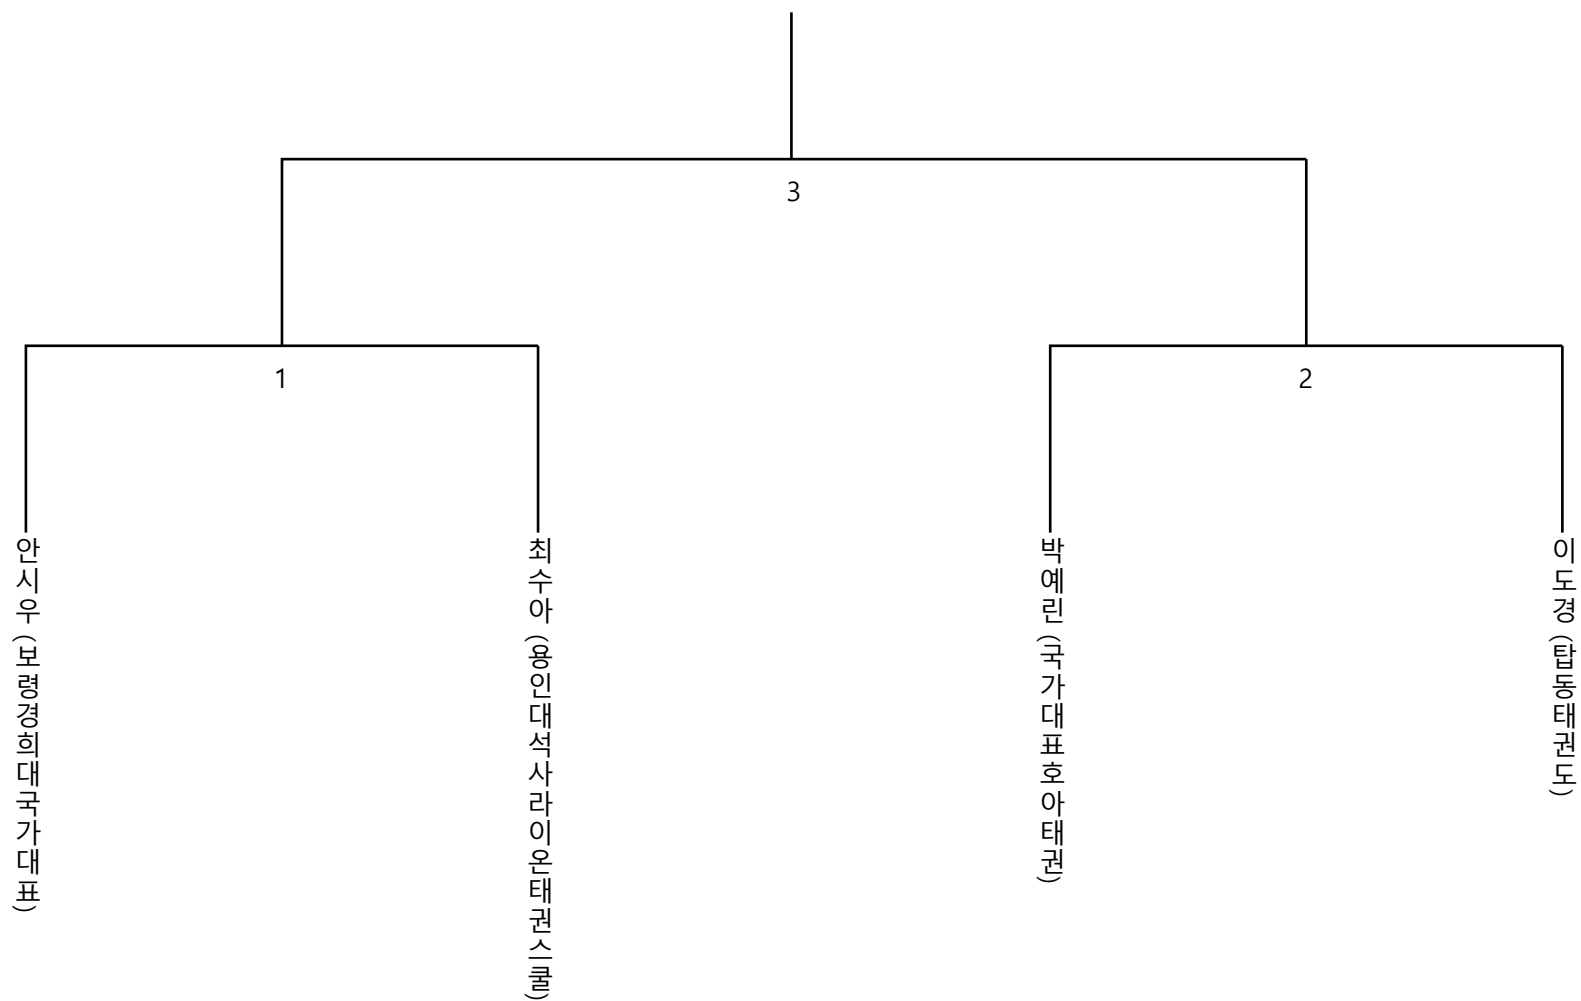 3
1
2
안시우 (보령경희대국가대표)
최수아 (용인대석사라이온태권스쿨)
박예린 (국가대표호아태권)
이도경 (탑동태권도)